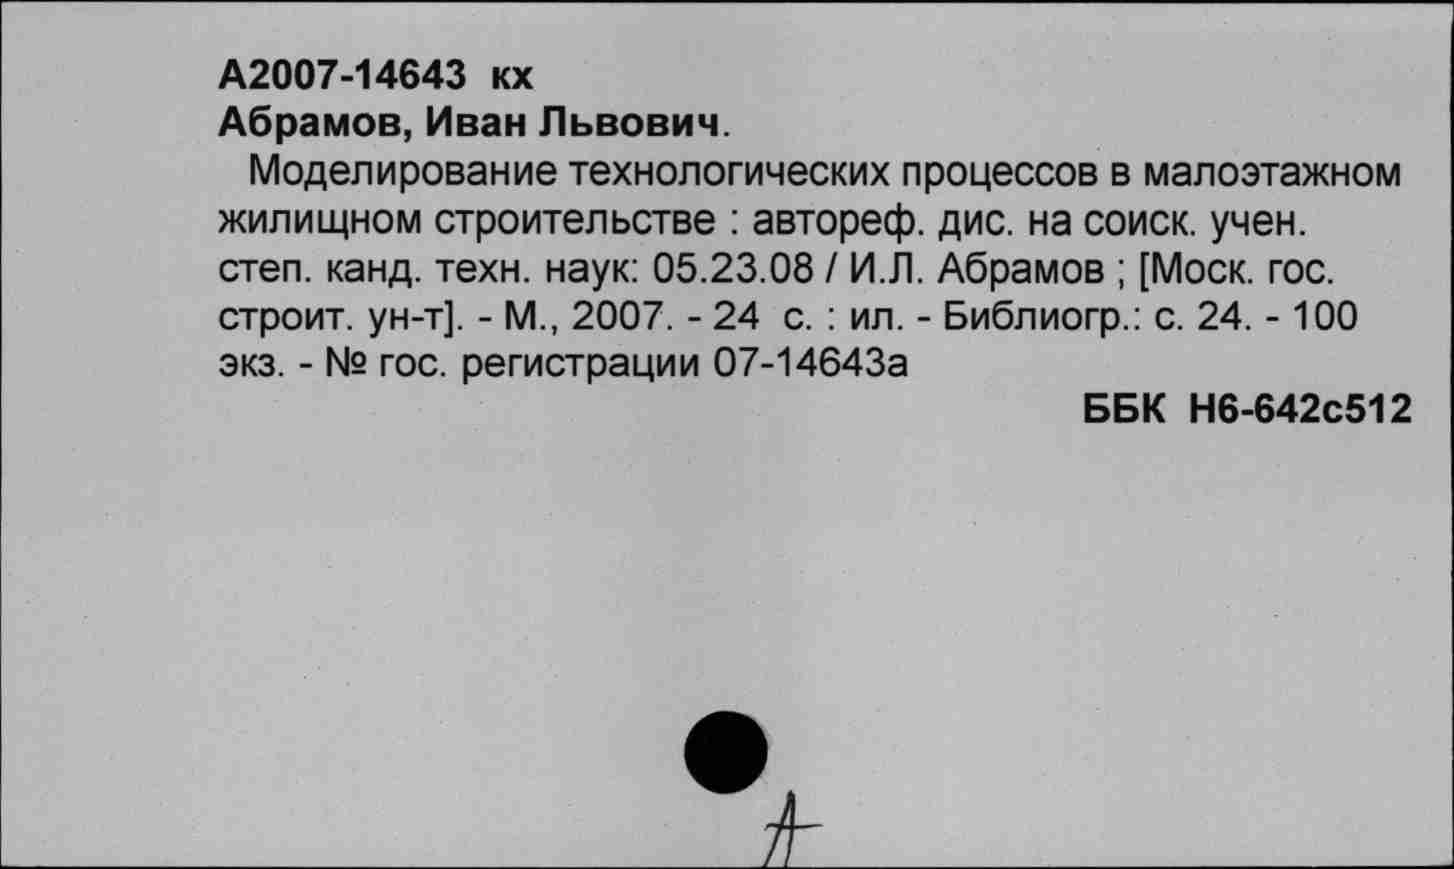 А2007-14643 кх
Абрамов, Иван Львович.
Моделирование технологических процессов в малоэтажном
жилищном строительстве : автореф. дис. на соиск. учен.
степ. канд. техн. наук: 05.23.08 / И.Л. Абрамов ; [Моск. гос.
строит. ун-т]. - М., 2007. - 24 с. : ил. - Библиогр.: с. 24. - 100
экз. - № гос. регистрации 07-14643а
ББК Н6-642с512
А